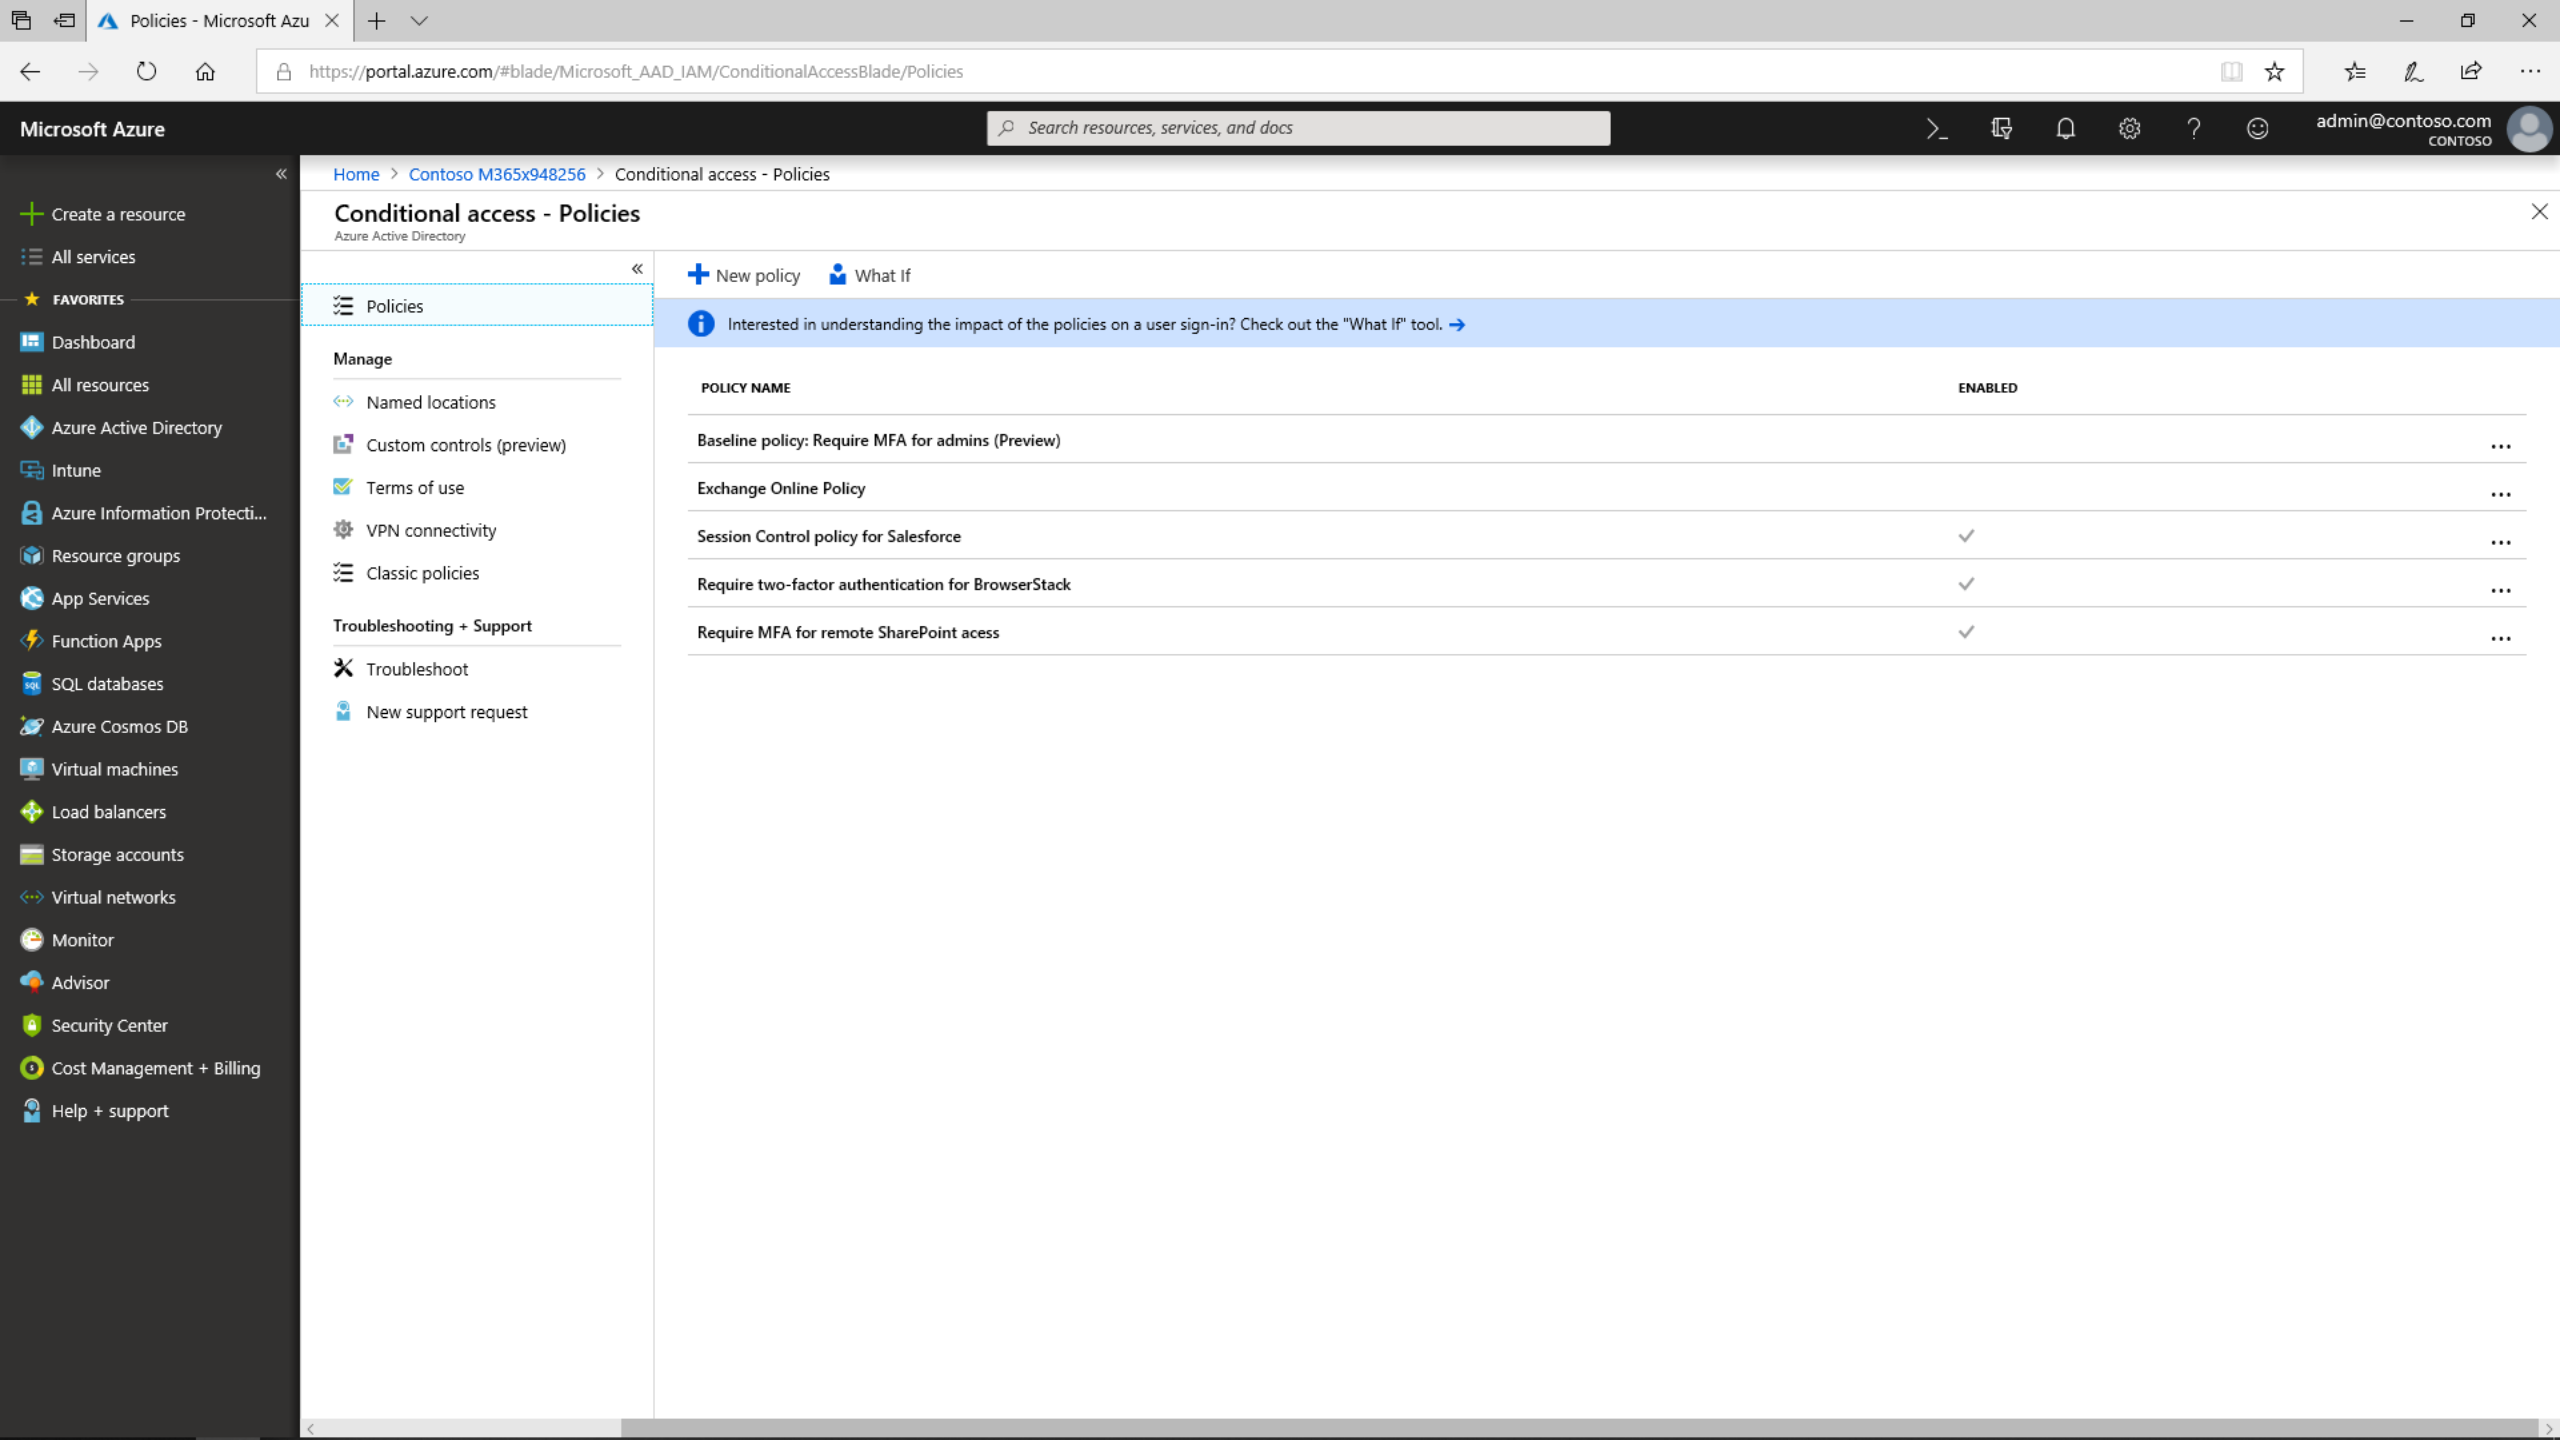 Policies - Microsoft Azu
https://portal.azure.com/#blade/Microsoft_AAD_IAM/ConditionalAccessBlade/Policies
Microsoft Azure
Search resources, services, and docs
admin@contoso.com
CONTOSO
Create a resource
All services
FAVORITES
Dashboard
All resources
Azure Active Directory
Intune
Azure Information Protecti...
Resource groups
App Services
Function Apps
SQL databases
Azure Cosmos DB
Virtual machines
Load balancers
Storage accounts
Virtual networks
Monitor
Advisor
Security Center
Cost Management + Billing
Help + support
Home > Contoso M365x948256 > Conditional access - Policies
Conditional access - Policies
Azure Active Directory
Policies
Manage
Named locations
Custom controls (preview)
Terms of use
VPN connectivity
Classic policies
Troubleshooting + Support
Troubleshoot
New support request
New policy What If
Interested in understanding the impact of the policies on a user sign-in? Check out the "What If" tool.
POLICY NAME ENABLED
Baseline policy: Require MFA for admins (Preview)
Exchange Online Policy
Session Control policy for Salesforce
Require two-factor authentication for BrowserStack
Require MFA for remote SharePoint acess